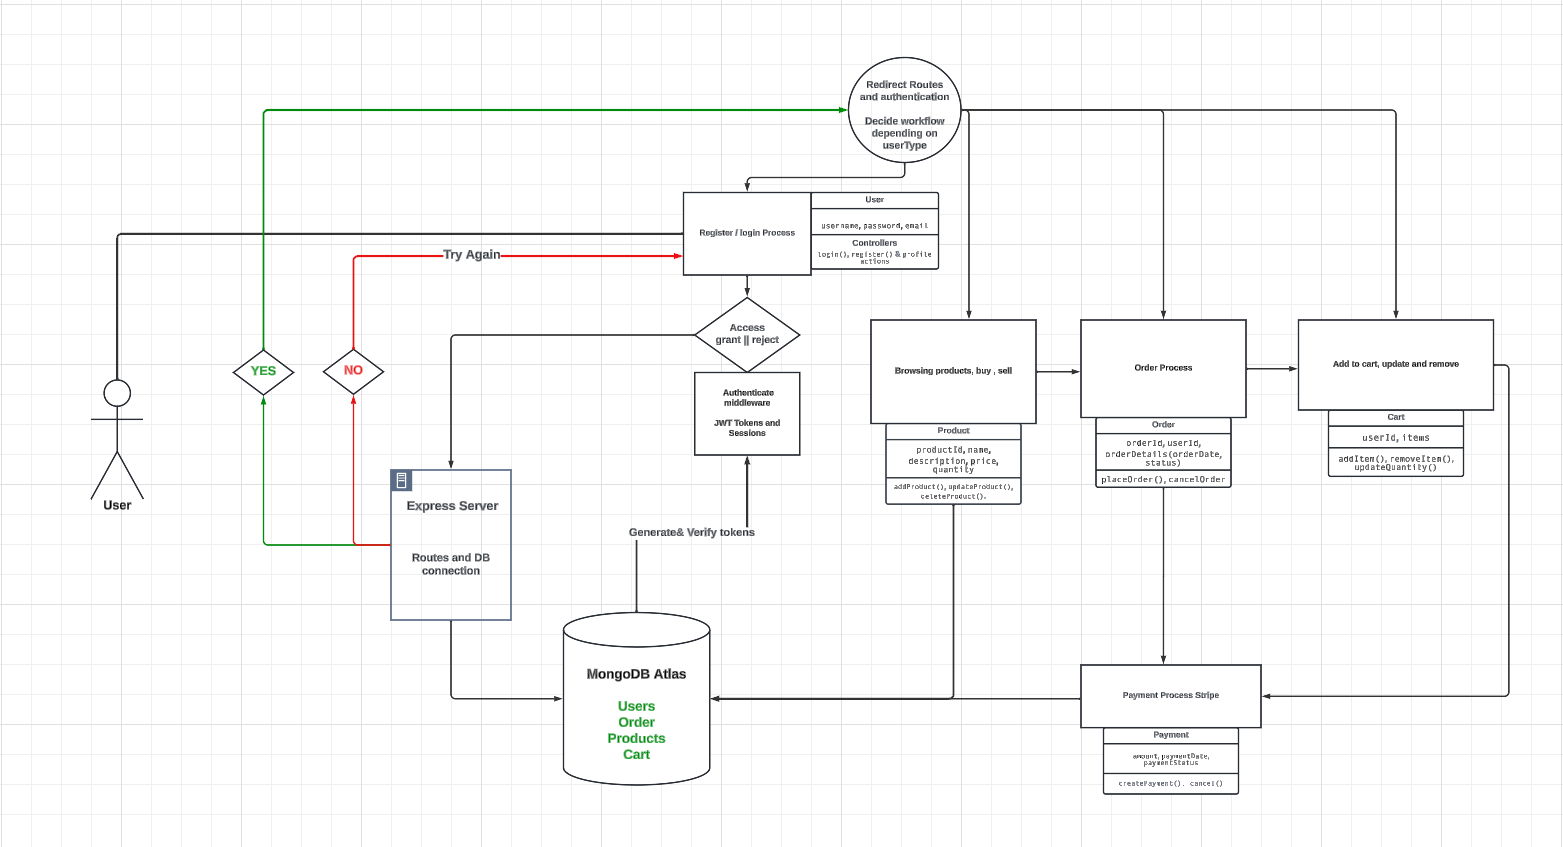 Redirect Routes
and authentication
Decide workflow
depending on
userType
Register / login Process
User
username, password, email
Controllers
login(), register() & profile
actions
Try Again
Access
grant || reject
YES
NO
Authenticate
middleware
JWT Tokens and
Sessions
User
Express Server
Routes and DB
connection
Generate& Verify tokens
MongoDB Atlas
Users
Order
Products
Cart
Browsing products, buy , sell
Product
productId, name,
description, price,
quantity
addProduct(), updateProduct(),
celeteProduct().
Order Process
Order
orderId, userId,
orderDetails(orderDate,
status)
placeOrder(), cancelOrder
Add to cart, update and remove
Cart
userId, items
addItem(), removeItem(),
updateQuantity()
Payment Process Stripe
Payment
amount, paymentDate,
paymentStatus
createPayment(). cancel()